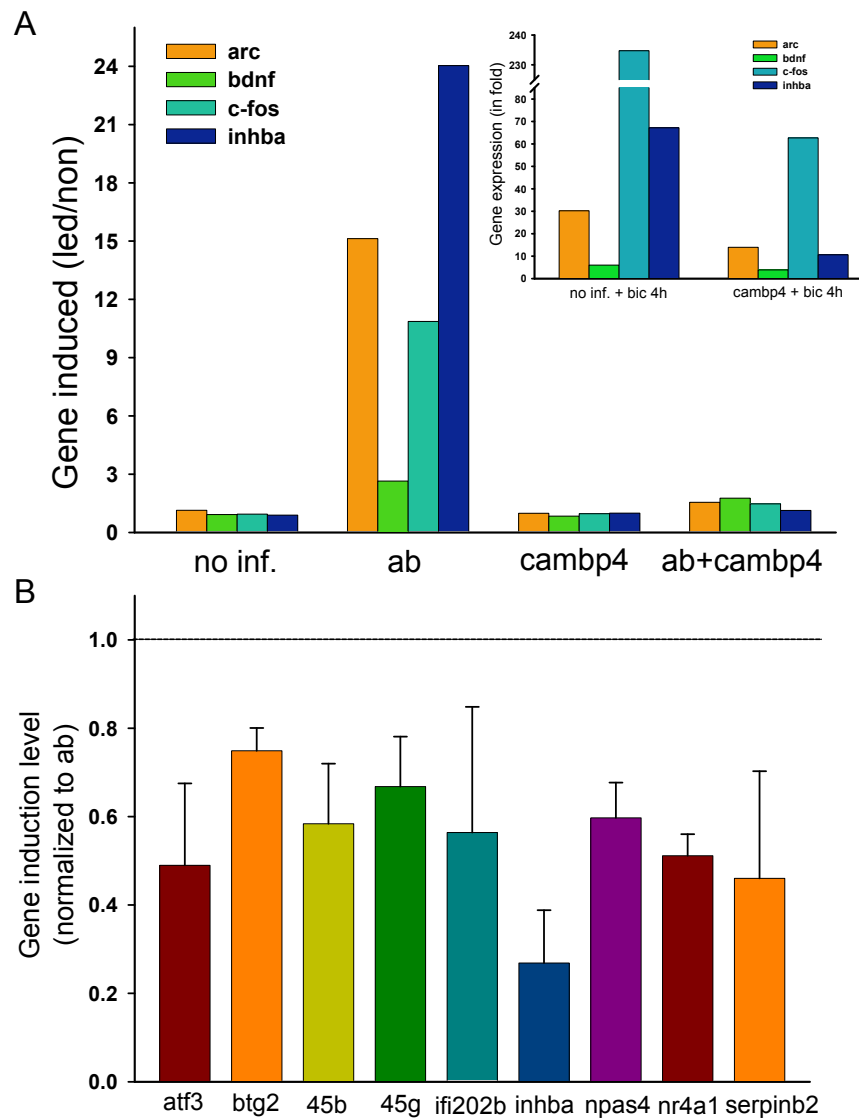 A
Gene induced (led/non)
24
21
18
15
12
9
6
3
0
arc
bdnf
c-fos
inhba
no inf.
ab
cambp4
ab+cambp4
Gene expression (in fold)
240
230
80
70
60
50
40
30
20
10
0
arc
bdnf
c-fos
inhba
no inf. + bic 4h
cambp4 + bic 4h
B
Gene induction level
(normalized to ab)
1.0
0.8
0.6
0.4
0.2
0.0
atf3
btg2
45b
45g
ifi202b
inhba
npas4
nr4a1
serpinb2